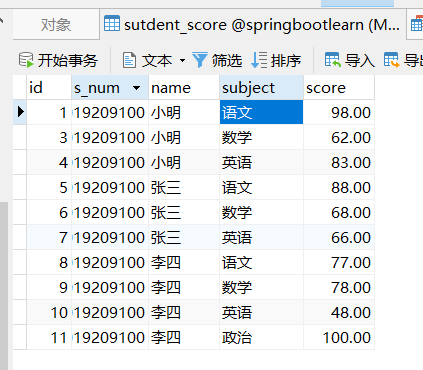 对象 sutdent_score @springbootlearn (M...
开始事务 文本 筛选 排序 导入 导出
id s_num name subject score
1 19209100 小明 语文 98.00
3 19209100 小明 数学 62.00
4 19209100 小明 英语 83.00
5 19209100 张三 语文 88.00
6 19209100 张三 数学 68.00
7 19209100 张三 英语 66.00
8 19209100 李四 语文 77.00
9 19209100 李四 数学 78.00
10 19209100 李四 英语 48.00
11 19209100 李四 政治 100.00